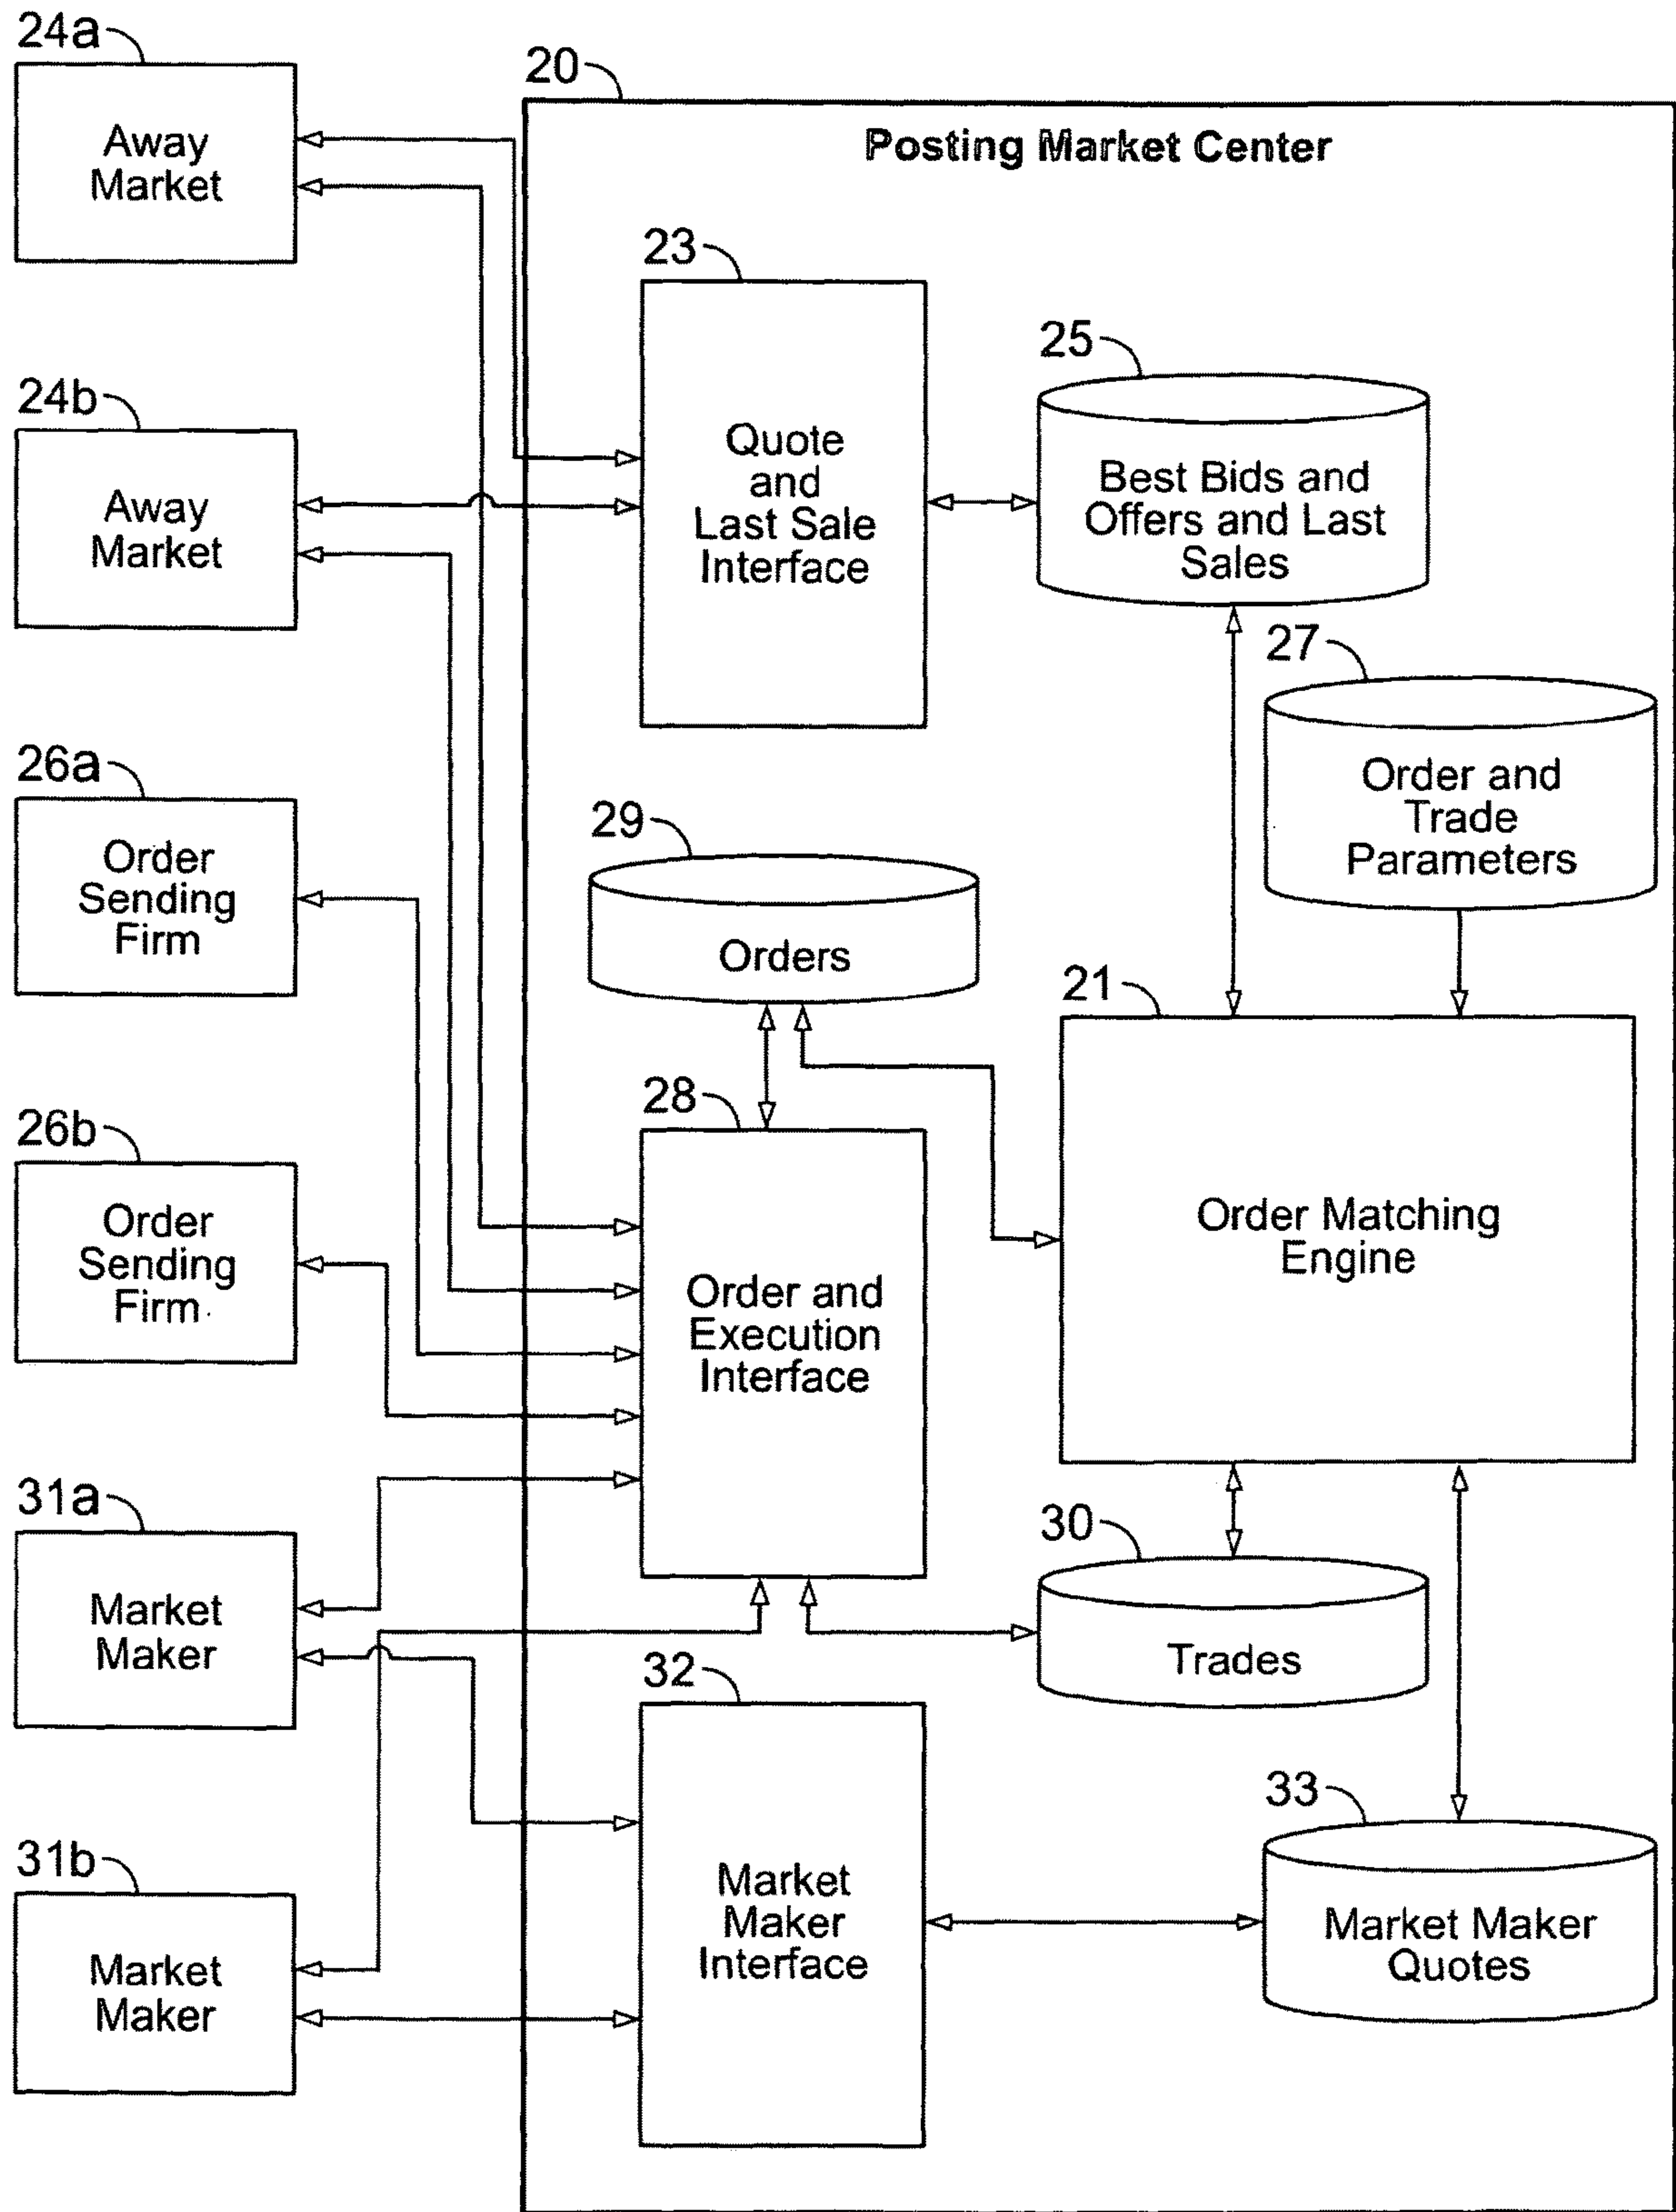 24a
Away
Market
24b
Away
Market
26a
Order
Sending
Firm
26b
Order
Sending
Firm
31a
Market
Maker
31b
Market
Maker
20
Posting Market Center
23
Quote
and
Last Sale
Interface
25
Best Bids and
Offers and Last
Sales
27
Order and
Trade
Parameters
29
Orders
21
Order Matching
Engine
28
Order and
Execution
Interface
30
Trades
32
Market
Maker
Interface
33
Market Maker
Quotes